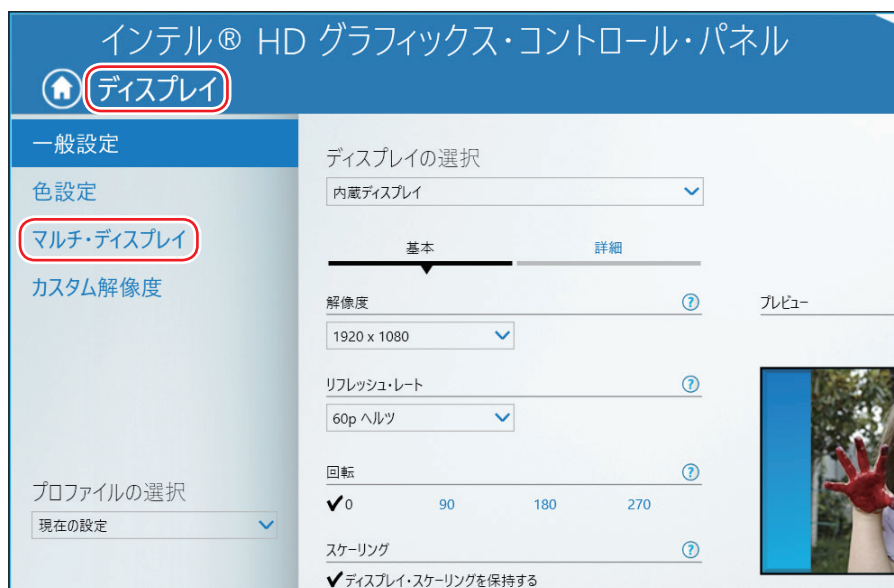 インテル® HD グラフィックス・コントロール・パネル
ディスプレイ
一般設定
色設定
マルチ・ディスプレイ
カスタム解像度
プロファイルの選択
現在の設定
ディスプレイの選択
内蔵ディスプレイ
基本 詳細
解像度 ?
1920 x 1080
リフレッシュ・レート ?
60p ヘルツ
回転 ?
✔0 90 180 270
スケーリング ?
✔ディスプレイ・スケーリングを保持する
プレビュー